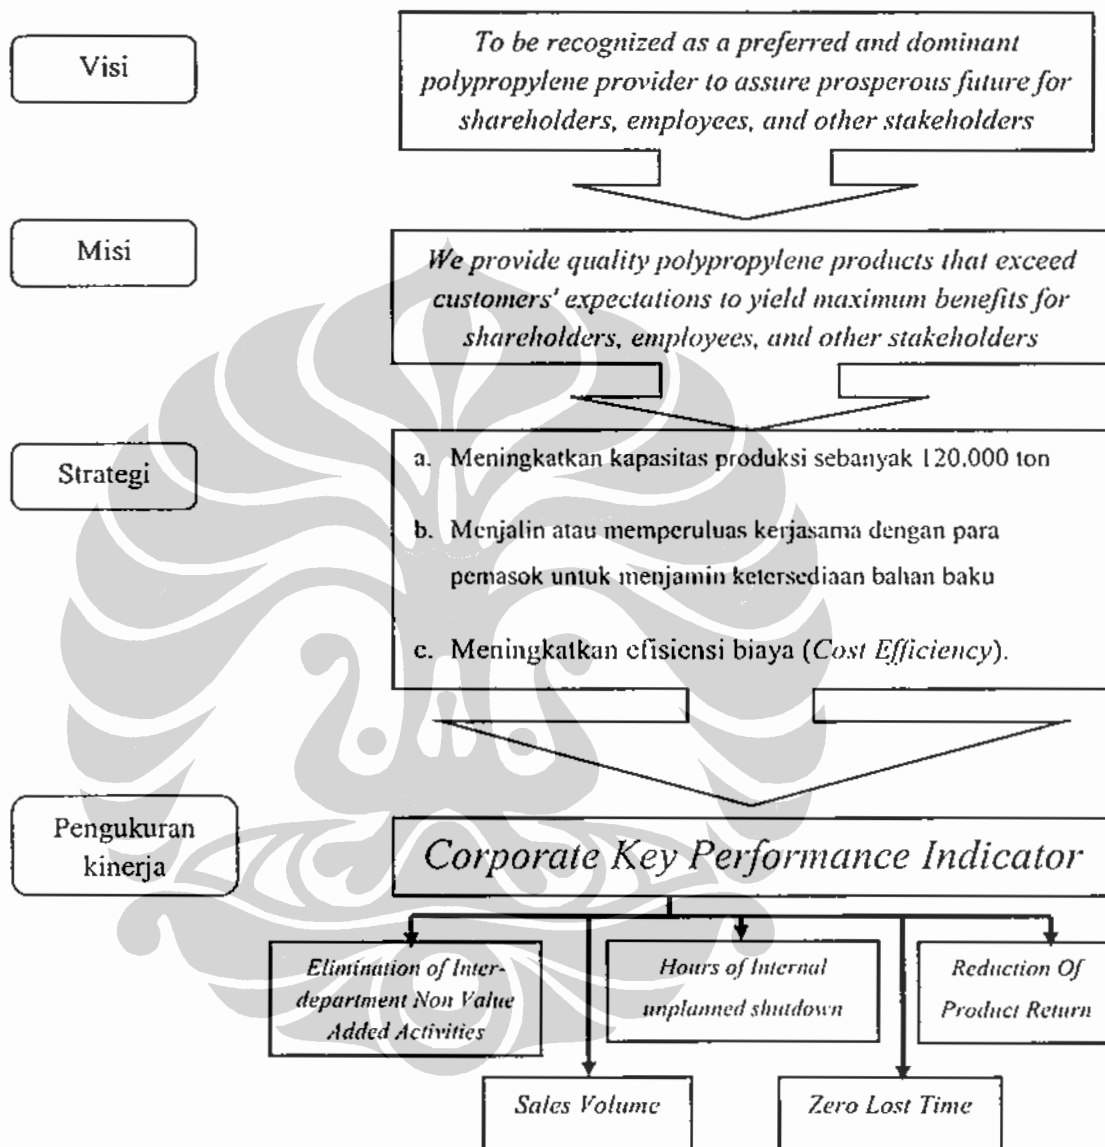 Visi
To be recognized as a preferred and dominant
polypropylene provider to assure prosperous future for
shareholders, employees, and other stakeholders
Misi
We provide quality polypropylene products that exceed
customers' expectations to yield maximum benefits for
shareholders, employees, and other stakeholders
Strategi
a. Meningkatkan kapasitas produksi sebanyak 120.000 ton
b. Menjalin atau memperuluas kerjasama dengan para
pemasok untuk menjamin ketersediaan bahan baku
c. Meningkatkan efisiensi biaya (Cost Efficiency).
Pengukuran
kinerja
Corporate Key Performance Indicator
Elimination of Inter-
department Non Value
Added Activities
Hours of Internal
unplanned shutdown
Reduction Of
Product Return
Sales Volume
Zero Lost Time